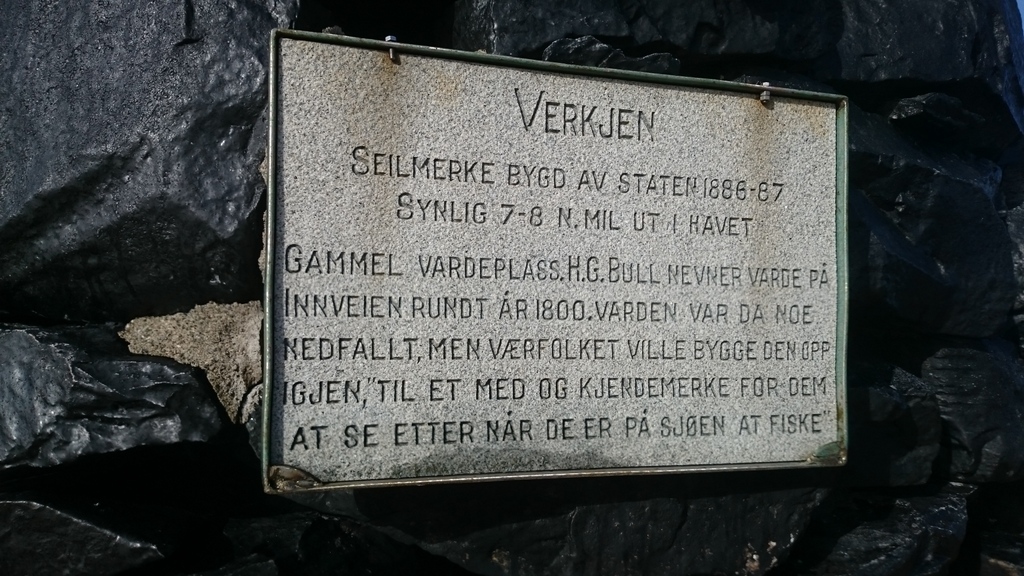 VERKJEN
SEILMERKE BYGD AV STATEN 1886-87
SYNLIG 7-8 N.MIL UT I HAVET
GAMMEL VARDEPLASS. H.G. BULL NEVNER VARDE PÅ
INNVEIEN RUNDT ÅR 1800. VARDEN VAR DA NOE
NEDFALLT, MEN VÆRFOLKET VILLE BYGGE DEN OPP
IGJEN, "TIL ET MED OG KJENDEMERKE FOR DEM
AT SE ETTER NÅR DE ER PÅ SJØEN AT FISKE"